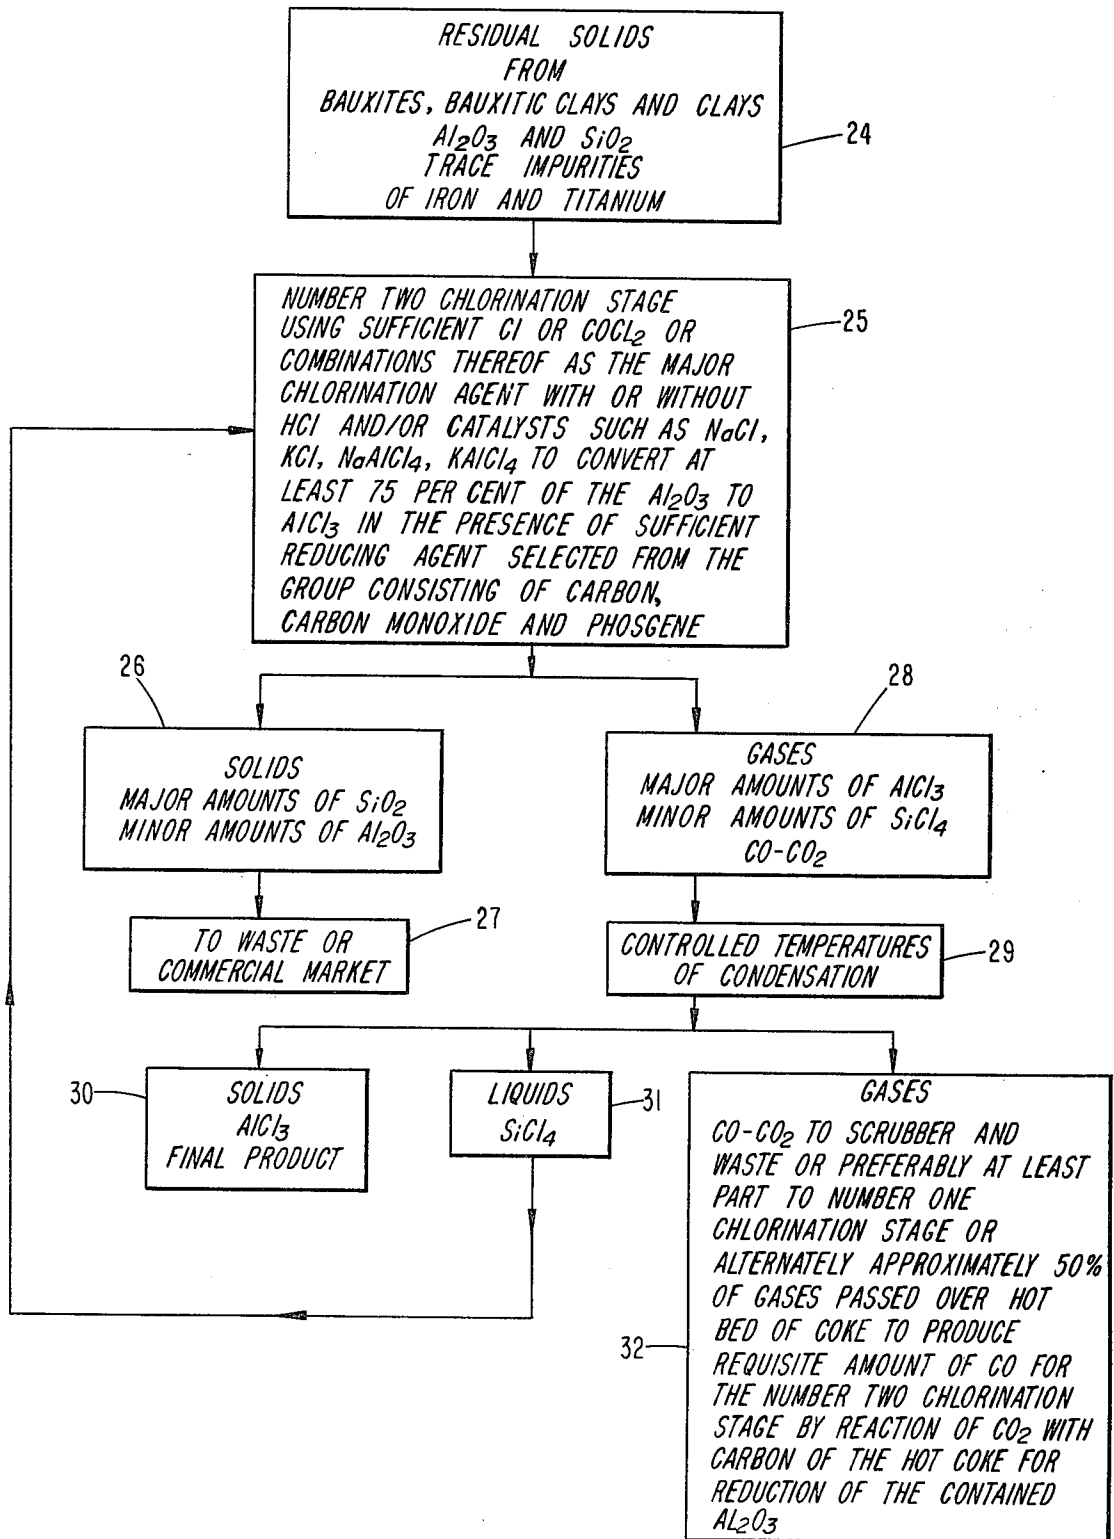 RESIDUAL SOLIDS
FROM
BAUXITES, BAUXITIC CLAYS AND CLAYS
Al2O3 AND SiO2
TRACE IMPURITIES
OF IRON AND TITANIUM
24
NUMBER TWO CHLORINATION STAGE
USING SUFFICIENT Cl OR COCL2 OR
COMBINATIONS THEREOF AS THE MAJOR
CHLORINATION AGENT WITH OR WITHOUT
HCl AND/OR CATALYSTS SUCH AS NaCl,
KCl, NaAlCl4, KAlCl4 TO CONVERT AT
LEAST 75 PER CENT OF THE Al2O3 TO
AlCl3 IN THE PRESENCE OF SUFFICIENT
REDUCING AGENT SELECTED FROM THE
GROUP CONSISTING OF CARBON,
CARBON MONOXIDE AND PHOSGENE
25
26
SOLIDS
MAJOR AMOUNTS OF SiO2
MINOR AMOUNTS OF Al2O3
28
GASES
MAJOR AMOUNTS OF AlCl3
MINOR AMOUNTS OF SiCl4
CO-CO2
27
TO WASTE OR
COMMERCIAL MARKET
CONTROLLED TEMPERATURES
OF CONDENSATION
29
30
SOLIDS
AlCl3
FINAL PRODUCT
LIQUIDS
SiCl4
31
GASES
CO-CO2 TO SCRUBBER AND
WASTE OR PREFERABLY AT LEAST
PART TO NUMBER ONE
CHLORINATION STAGE OR
ALTERNATELY APPROXIMATELY 50%
OF GASES PASSED OVER HOT
BED OF COKE TO PRODUCE
REQUISITE AMOUNT OF CO FOR
THE NUMBER TWO CHLORINATION
STAGE BY REACTION OF CO2 WITH
CARBON OF THE HOT COKE FOR
REDUCTION OF THE CONTAINED
AL2O3
32